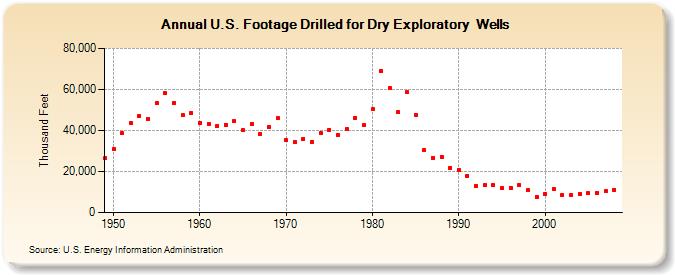 Annual U.S. Footage Drilled for Dry Exploratory Wells
Thousand Feet
80,000
60,000
40,000
20,000
0
1950 1960 1970 1980 1990 2000
Source: U.S. Energy Information Administration